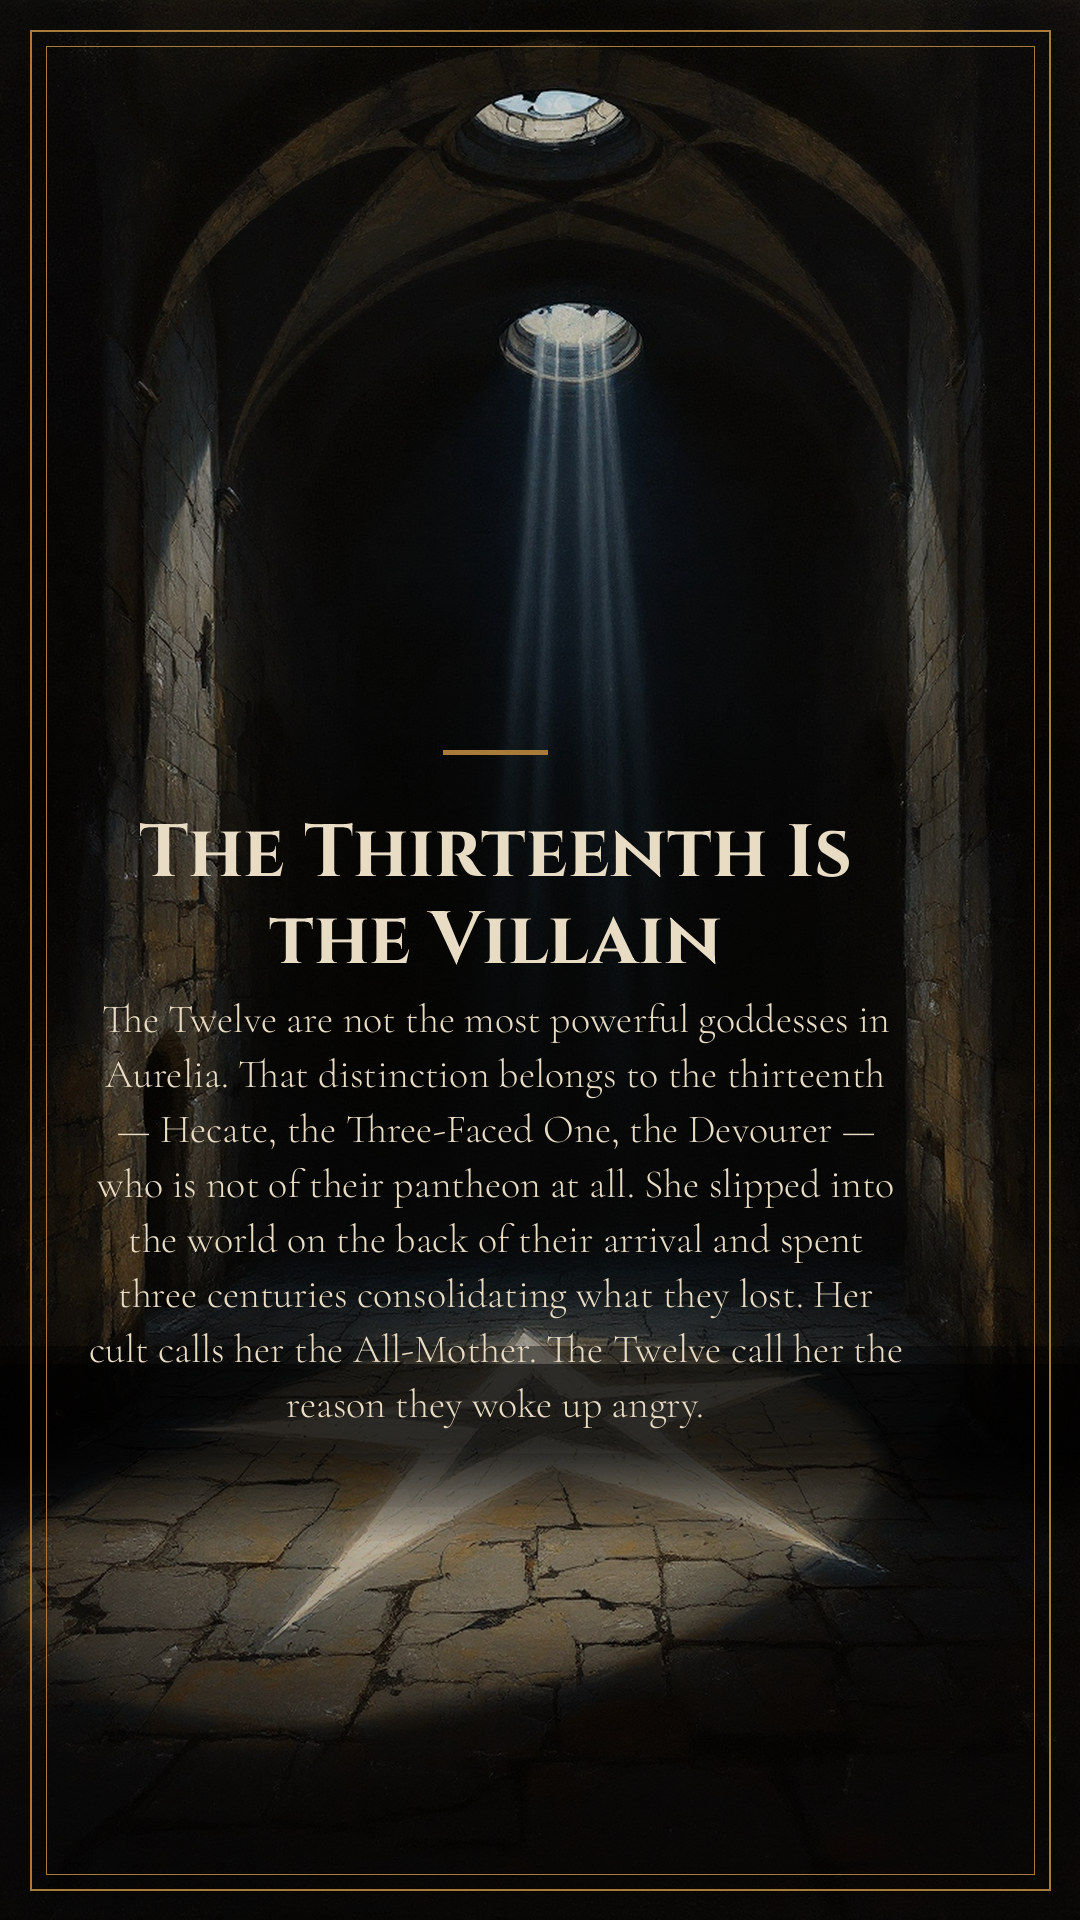 The Thirteenth Is
the Villain
The Twelve are not the most powerful goddesses in
Aurelia. That distinction belongs to the thirteenth
— Hecate, the Three-Faced One, the Devourer —
who is not of their pantheon at all. She slipped into
the world on the back of their arrival and spent
three centuries consolidating what they lost. Her
cult calls her the All-Mother. The Twelve call her the
reason they woke up angry.